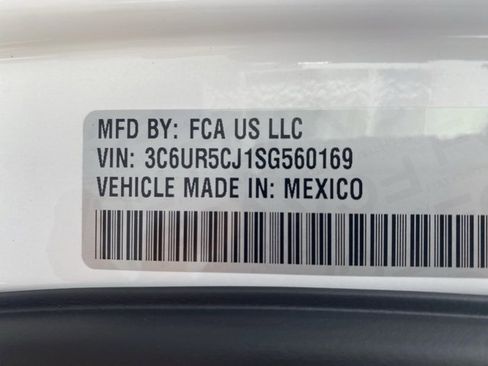 MFD BY: FCA US LLC
VIN: 3C6UR5CJ1SG560169
VEHICLE MADE IN: MEXICO